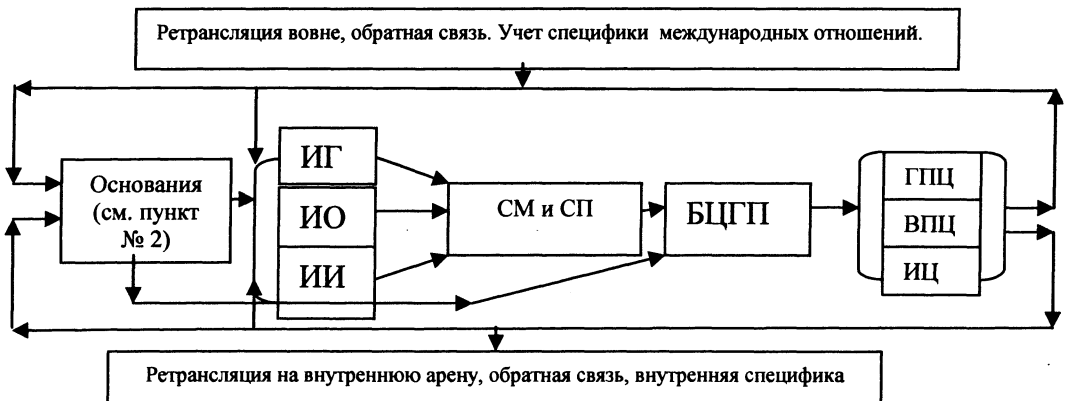 Ретрансляция вовне, обратная связь. Учет специфики международных отношений.
Основания
(см. пункт
№ 2)
ИГ
ИО
ИИ
СМ и СП
БЦГП
ГПЦ
ВПЦ
ИЦ
Ретрансляция на внутреннюю арену, обратная связь, внутренняя специфика